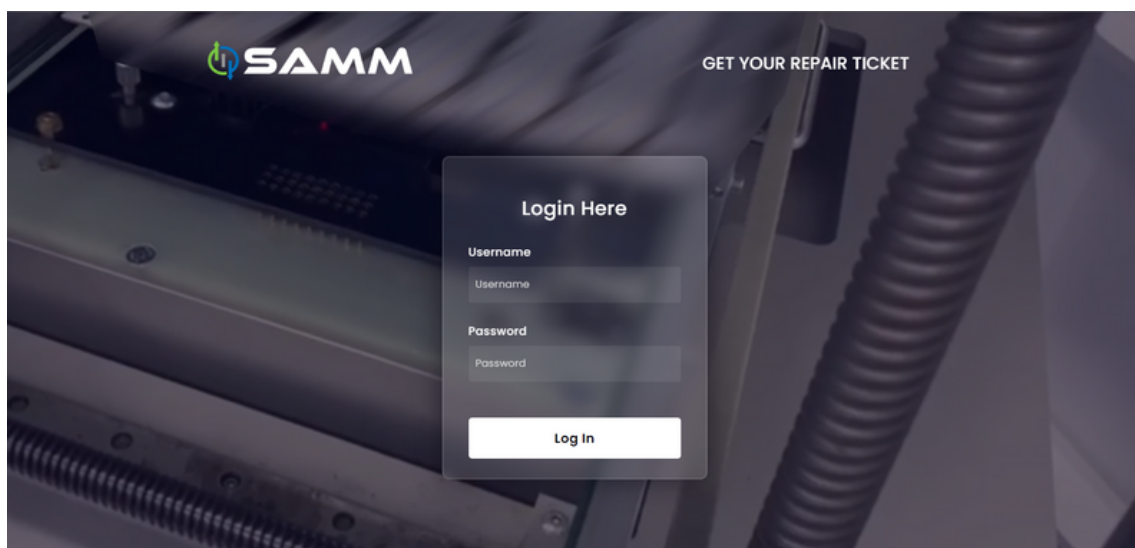 SAMM
GET YOUR REPAIR TICKET
Login Here
Username
Username
Password
Password
Log In